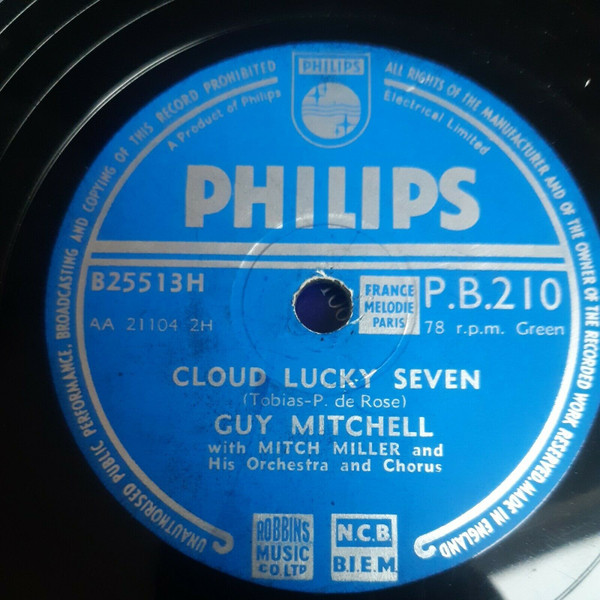 UNAUTHORISED PUBLIC PERFORMANCE, BROADCASTING AND COPYING OF THIS RECORD PROHIBITED
ALL RIGHTS OF THE MANUFACTURER AND OF THE OWNER OF THE RECORDED WORK RESERVED. MADE IN ENGLAND
PHILIPS
A Product of Philips
Electrical Limited
PHILIPS
B25513H
AA 21104 2H
FRANCE
MELODIE
PARIS
P.B.210
78 r.p.m. Green
CLOUD LUCKY SEVEN
(Tobias-P. de Rose)
GUY MITCHELL
with MITCH MILLER and
His Orchestra and Chorus
ROBBINS
MUSIC
CO. LTD
N.C.B.
B.I.E.M.